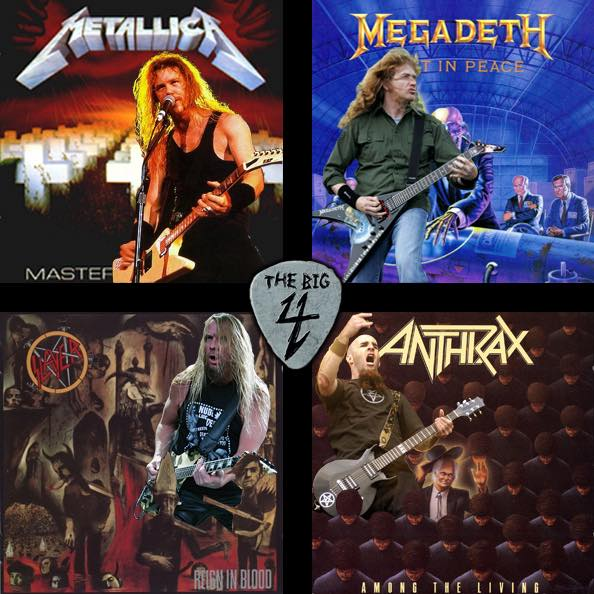 METALLICA
MASTER
MEGADETH
T IN PEACE
THE BIG
4
SLAYER
REIGN IN BLOOD
ANTHRAX
AMONG THE LIVING